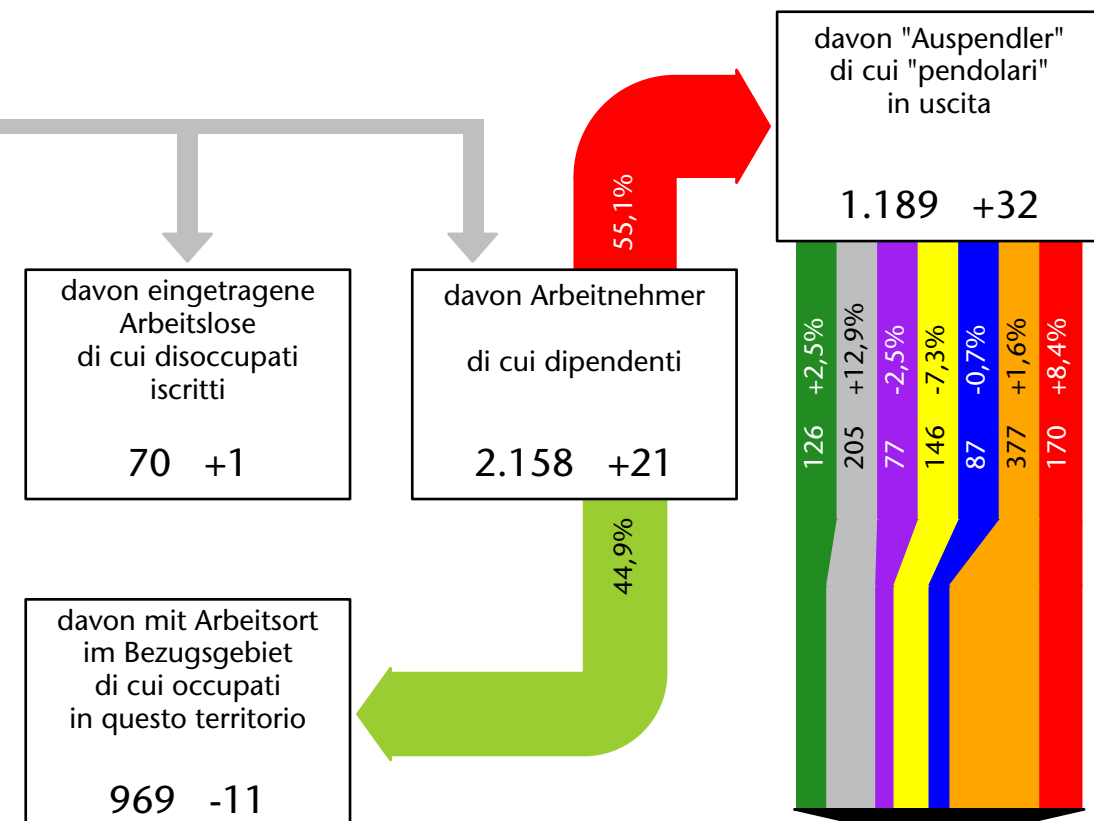 davon "Auspendler"
di cui "pendolari"
in uscita
1.189 +32
55,1%
davon eingetragene
Arbeitslose
di cui disoccupati
iscritti
70 +1
davon Arbeitnehmer
di cui dipendenti
2.158 +21
126 +2,5%
205 +12,9%
77 -2,5%
146 -7,3%
87 -0,7%
377 +1,6%
170 +8,4%
44,9%
davon mit Arbeitsort
im Bezugsgebiet
di cui occupati
in questo territorio
969 -11